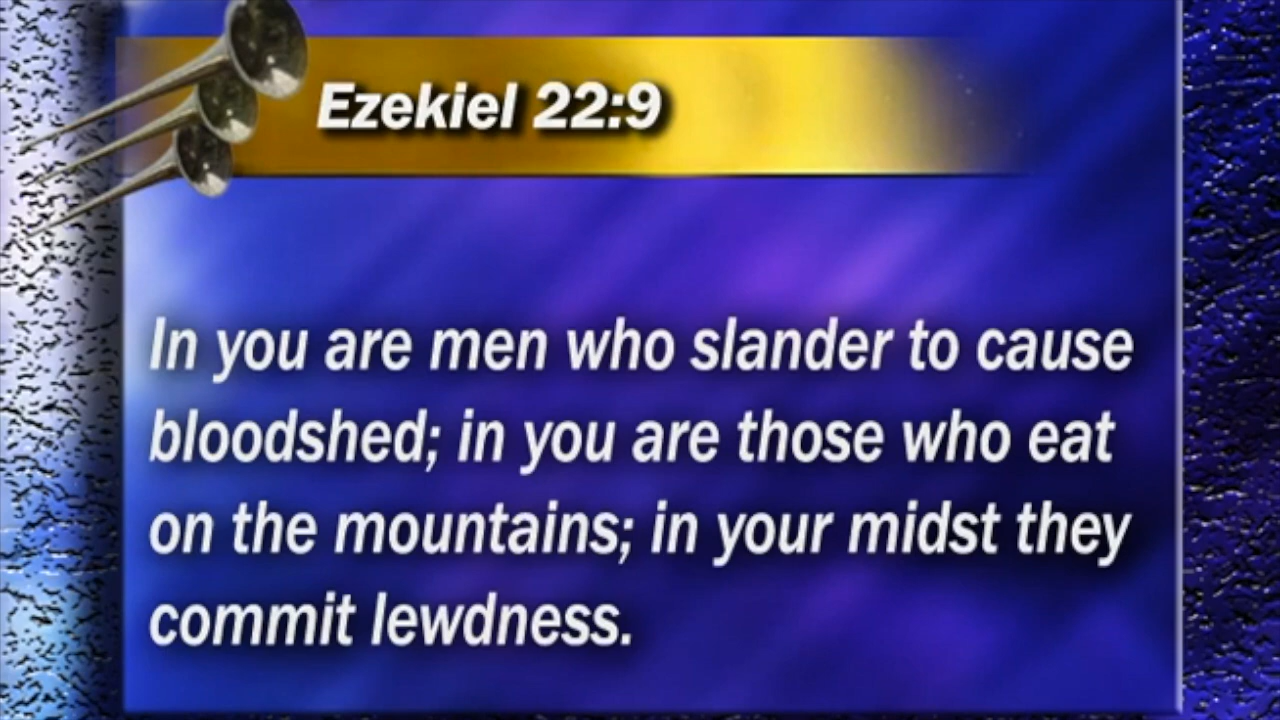 Ezekiel 22:9
In you are men who slander to cause
bloodshed; in you are those who eat
on the mountains; in your midst they
commit lewdness.